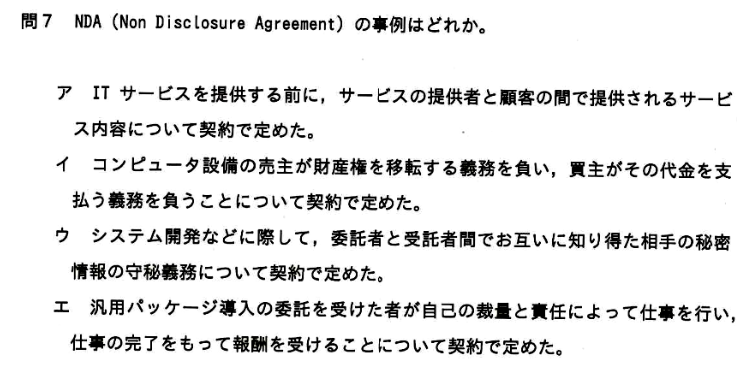 問7 NDA (Non Disclosure Agreement) の事例はどれか。
ア IT サービスを提供する前に，サービスの提供者と顧客の間で提供されるサービ
ス内容について契約で定めた。
イ コンピュータ設備の売主が財産権を移転する義務を負い，買主がその代金を支
払う義務を負うことについて契約で定めた。
ウ システム開発などに際して，委託者と受託者間でお互いに知り得た相手の秘密
情報の守秘義務について契約で定めた。
エ 汎用パッケージ導入の委託を受けた者が自己の裁量と責任によって仕事を行い，
仕事の完了をもって報酬を受けることについて契約で定めた。